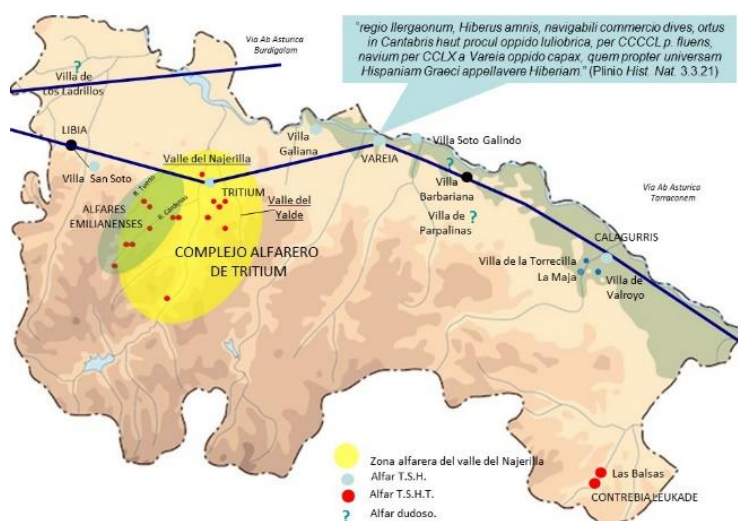 Via Ab Asturica
Burdigalam
"regio Ilergaonum, Hiberus amnis, navigabili commercio dives, ortus
in Cantabris haut procul oppido Iuliobrica, per CCCCL p. fluens,
navium per CCLX a Vareia oppido capax, quem propter universam
Hispaniam Graeci appellavere Hiberiam." (Plinio Hist. Nat. 3.3.21)
?
Villa de
Los Ladrillos
LIBIA
Villa San Soto
Valle del Najerilla
Villa
Galiana
VAREIA
Villa Soto Galindo
?
Villa
Barbariana
Via Ab Asturica
Tarraconem
TRITIUM
R. Tuerto
R. Cárdenas
Valle del
Yalde
ALFARES
EMILIANENSES
Villa de ?
Parpalinas
COMPLEJO ALFARERO
DE TRITIUM
CALAGURRIS
Villa de la Torrecilla
La Maja
Villa de
Valroyo
Zona alfarera del valle del Najerilla
Alfar T.S.H.
Alfar T.S.H.T.
? Alfar dudoso.
Las Balsas
CONTREBIA LEUKADE